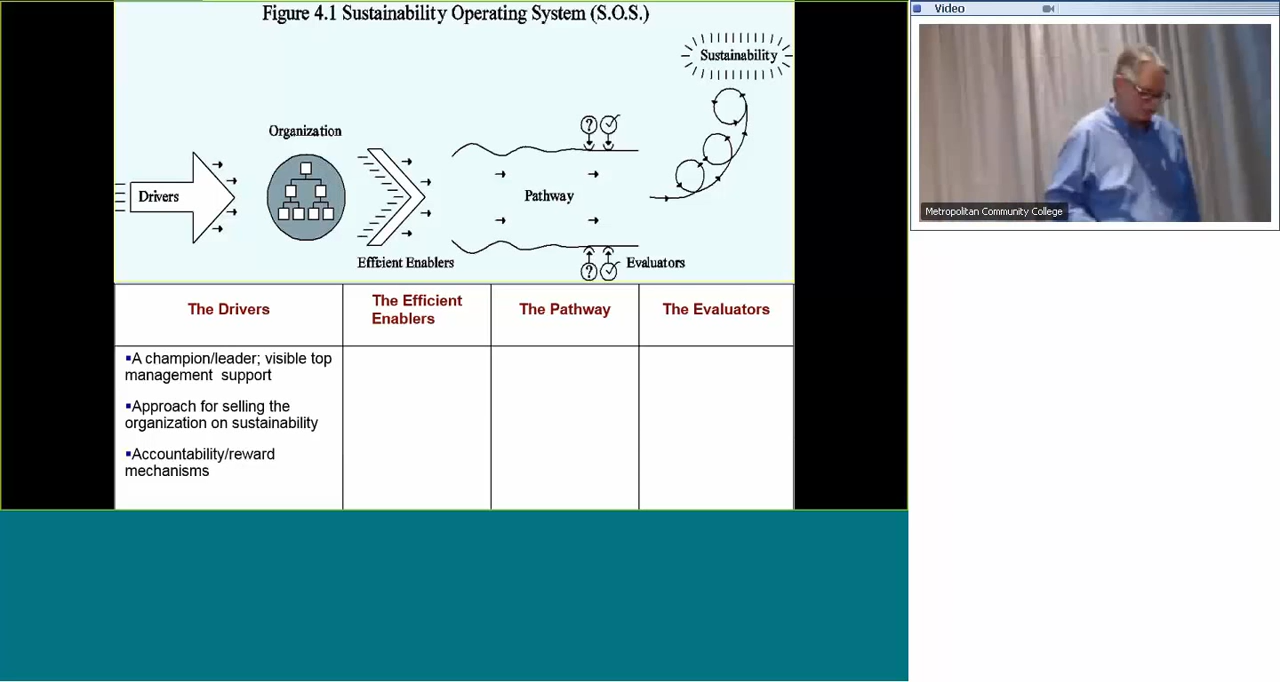 Figure 4.1 Sustainability Operating System (S.O.S.)
Video
Sustainability
Organization
?
?
Drivers
Pathway
Metropolitan Community College
Efficient Enablers
Evaluators
The Drivers
The Efficient
Enablers
The Pathway
The Evaluators
▪A champion/leader; visible top
management support
▪Approach for selling the
organization on sustainability
▪Accountability/reward
mechanisms